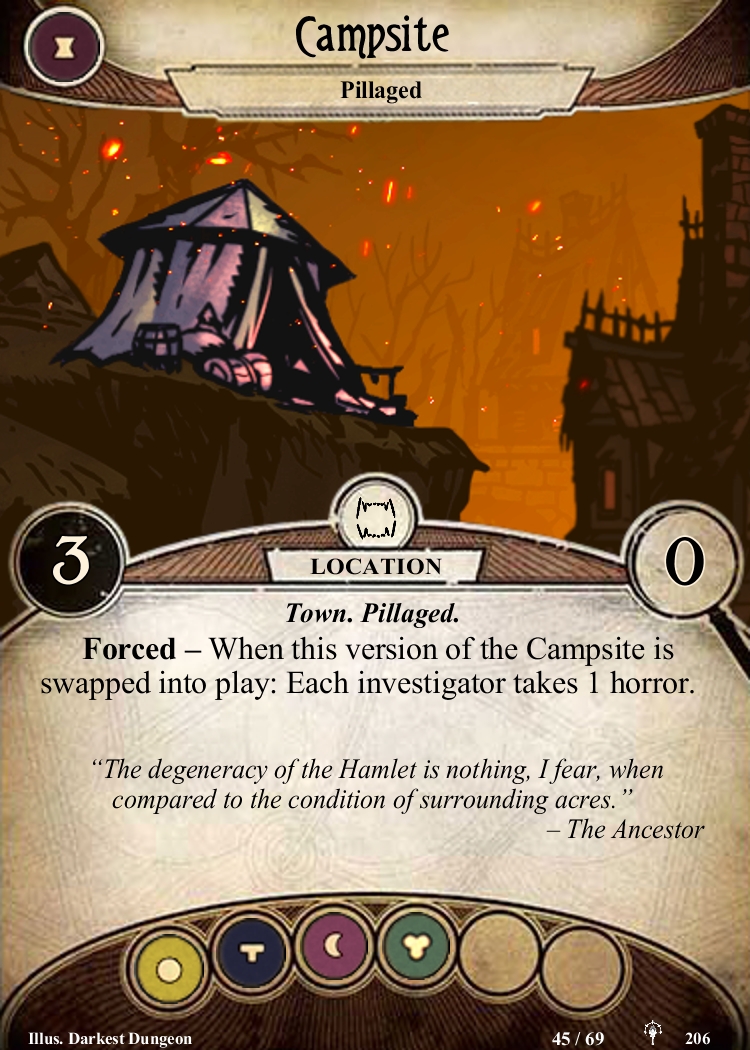 Campsite
Pillaged
3
0
LOCATION
Town. Pillaged.
Forced – When this version of the Campsite is
swapped into play: Each investigator takes 1 horror.
“The degeneracy of the Hamlet is nothing, I fear, when
compared to the condition of surrounding acres.”
– The Ancestor
Illus. Darkest Dungeon
45 / 69
206